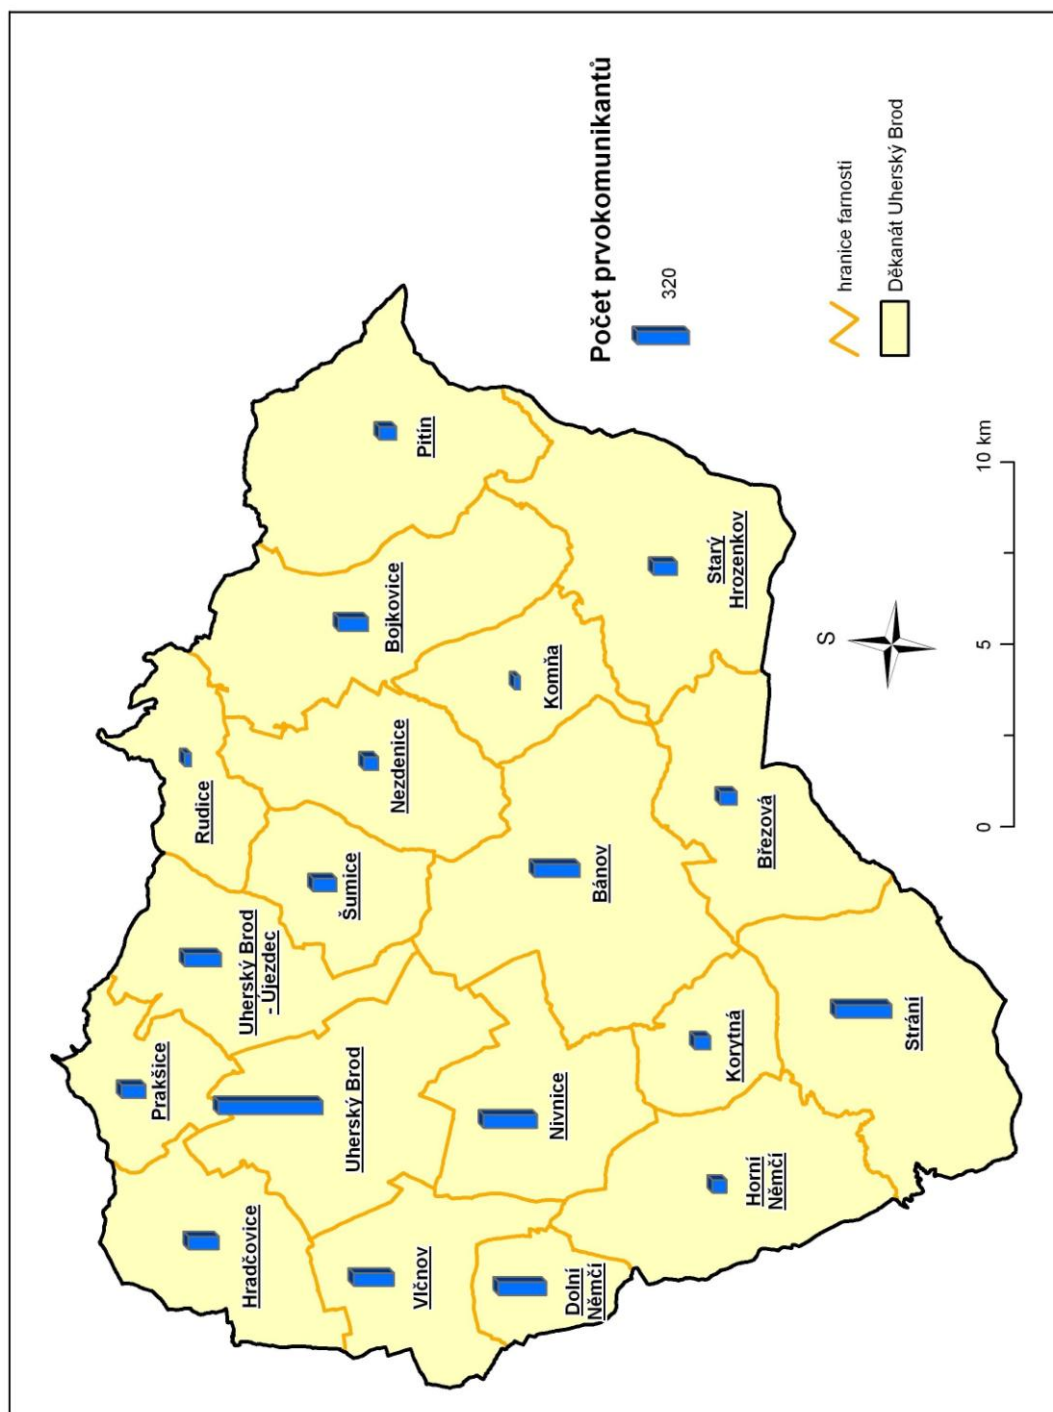 Prakšice
Uherský Brod
- Újezdec
Rudice
Hradčovice
Uherský Brod
Šumice
Nezdenice
Bojkovice
Pitín
Vlčnov
Dolní
Němčí
Nivnice
Bánov
Komňa
Horní
Němčí
Korytná
Březová
Starý
Hrozenkov
Strání
Počet prvokomunikantů
320
hranice farnosti
Děkanát Uherský Brod
S
0
5
10 km